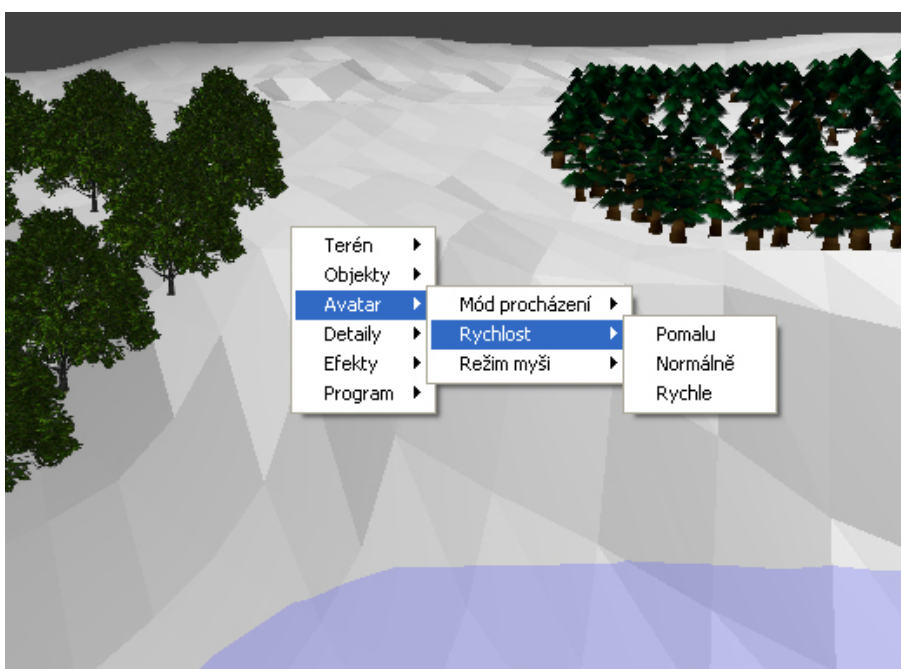 Terén
Objekty
Avatar
Detaily
Efekty
Program
Mód procházení
Rychlost
Režim myši
Pomalu
Normálně
Rychle